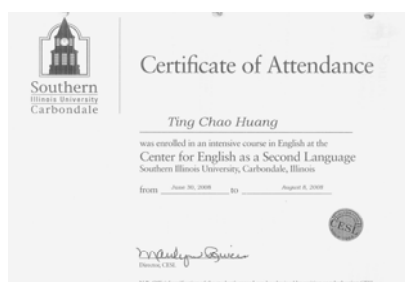 Southern
Illinois University
Carbondale
Certificate of Attendance
Ting Chao Huang
was enrolled in an intensive course in English at the
Center for English as a Second Language
Southern Illinois University, Carbondale, Illinois
from June 30, 2008 to August 8, 2008
CESL
Director, CESL